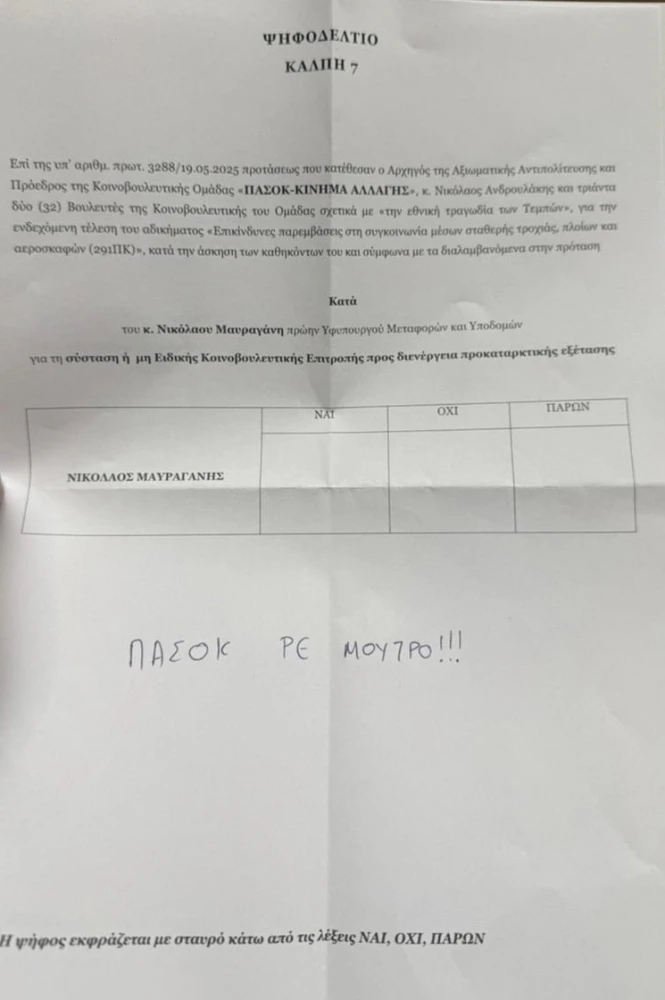 ΨΗΦΟΔΕΛΤΙΟ
ΚΑΛΠΗ 7
Επί της υπ' αριθμ. πρωτ. 3288/19.05.2025 προτάσεως που κατέθεσαν ο Αρχηγός της Αξιωματικής Αντιπολίτευσης και
Πρόεδρος της Κοινοβουλευτικής Ομάδας «ΠΑΣΟΚ-ΚΙΝΗΜΑ ΑΛΛΑΓΗΣ», κ. Νικόλαος Ανδρουλάκης και τριάντα
δύο (32) Βουλευτές της Κοινοβουλευτικής του Ομάδας σχετικά με «την εθνική τραγωδία των Τεμπών», για την
ενδεχόμενη τέλεση του αδικήματος «Επικίνδυνες παρεμβάσεις στη συγκοινωνία μέσων σταθερής τροχιάς, πλοίων και
αεροσκαφών (291ΠΚ)», κατά την άσκηση των καθηκόντων του και σύμφωνα με τα διαλαμβανόμενα στην πρόταση
Κατά
του κ. Νικόλαου Μαυραγάνη πρώην Υφυπουργού Μεταφορών και Υποδομών
για τη σύσταση ή μη Ειδικής Κοινοβουλευτικής Επιτροπής προς διενέργεια προκαταρκτικής εξέτασης
ΝΑΙ ΟΧΙ ΠΑΡΩΝ
ΝΙΚΟΛΑΟΣ ΜΑΥΡΑΓΑΝΗΣ
ΠΑΣΟΚ ΡΕ ΜΟΥΤΡΟ!!!
Η ψήφος εκφράζεται με σταυρό κάτω από τις λέξεις ΝΑΙ, ΟΧΙ, ΠΑΡΩΝ